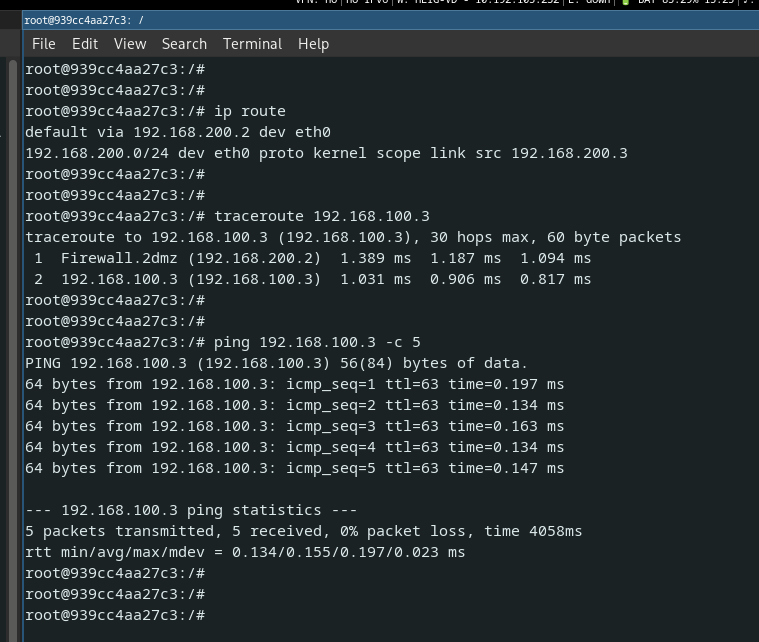 root@939cc4aa27c3: /
File Edit View Search Terminal Help
root@939cc4aa27c3:/#
root@939cc4aa27c3:/#
root@939cc4aa27c3:/# ip route
default via 192.168.200.2 dev eth0
192.168.200.0/24 dev eth0 proto kernel scope link src 192.168.200.3
root@939cc4aa27c3:/#
root@939cc4aa27c3:/#
root@939cc4aa27c3:/# traceroute 192.168.100.3
traceroute to 192.168.100.3 (192.168.100.3), 30 hops max, 60 byte packets
 1  Firewall.2dmz (192.168.200.2)  1.389 ms  1.187 ms  1.094 ms
 2  192.168.100.3 (192.168.100.3)  1.031 ms  0.906 ms  0.817 ms
root@939cc4aa27c3:/#
root@939cc4aa27c3:/#
root@939cc4aa27c3:/# ping 192.168.100.3 -c 5
PING 192.168.100.3 (192.168.100.3) 56(84) bytes of data.
64 bytes from 192.168.100.3: icmp_seq=1 ttl=63 time=0.197 ms
64 bytes from 192.168.100.3: icmp_seq=2 ttl=63 time=0.134 ms
64 bytes from 192.168.100.3: icmp_seq=3 ttl=63 time=0.163 ms
64 bytes from 192.168.100.3: icmp_seq=4 ttl=63 time=0.134 ms
64 bytes from 192.168.100.3: icmp_seq=5 ttl=63 time=0.147 ms
--- 192.168.100.3 ping statistics ---
5 packets transmitted, 5 received, 0% packet loss, time 4058ms
rtt min/avg/max/mdev = 0.134/0.155/0.197/0.023 ms
root@939cc4aa27c3:/#
root@939cc4aa27c3:/#
root@939cc4aa27c3:/#